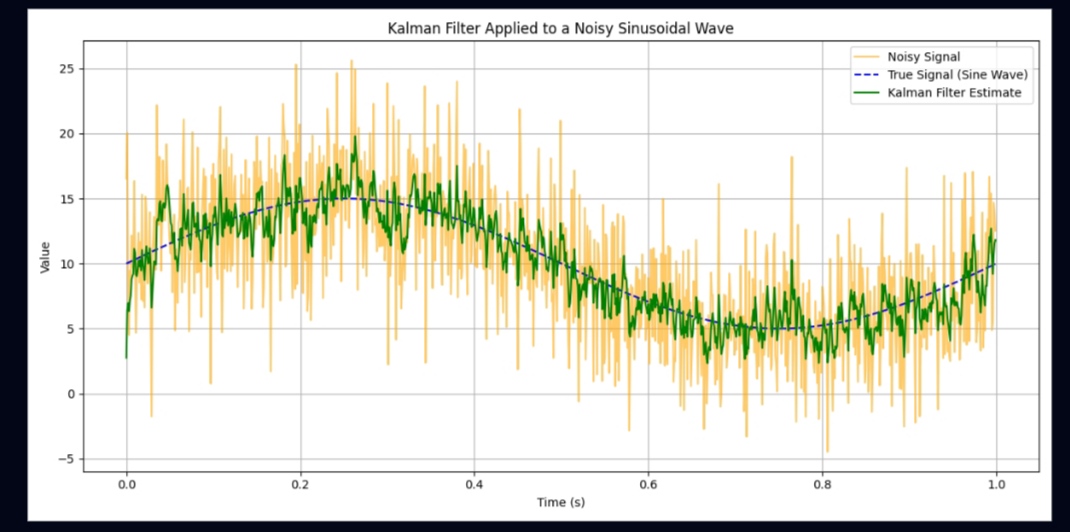 Kalman Filter Applied to a Noisy Sinusoidal Wave
Noisy Signal
True Signal (Sine Wave)
Kalman Filter Estimate
Value
25
20
15
10
5
0
−5
0.0 0.2 0.4 0.6 0.8 1.0
Time (s)